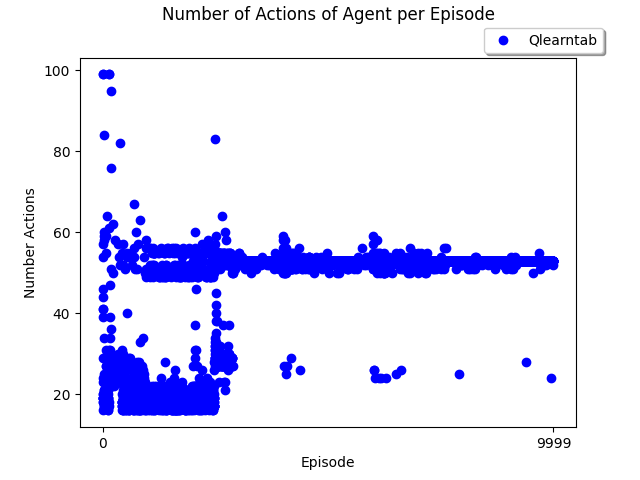 Number of Actions of Agent per Episode
Qlearntab
100
80
60
40
20
Number Actions
0
9999
Episode